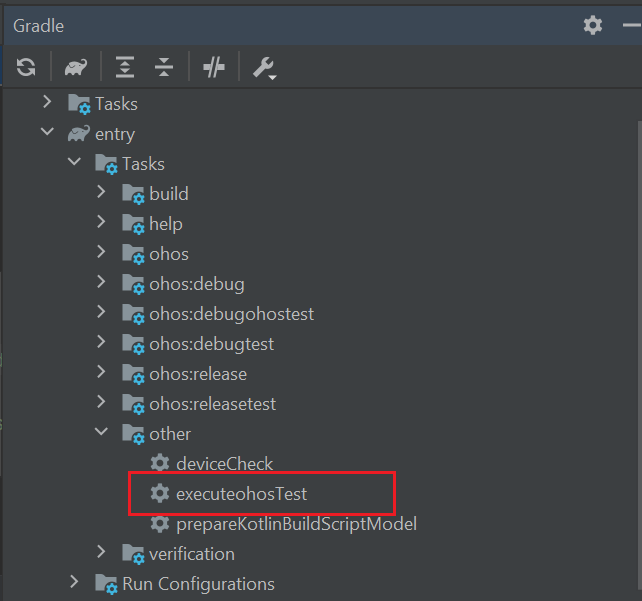 Gradle
Tasks
entry
Tasks
build
help
ohos
ohos:debug
ohos:debugohostest
ohos:debugtest
ohos:release
ohos:releasetest
other
deviceCheck
executeohosTest
prepareKotlinBuildScriptModel
verification
Run Configurations